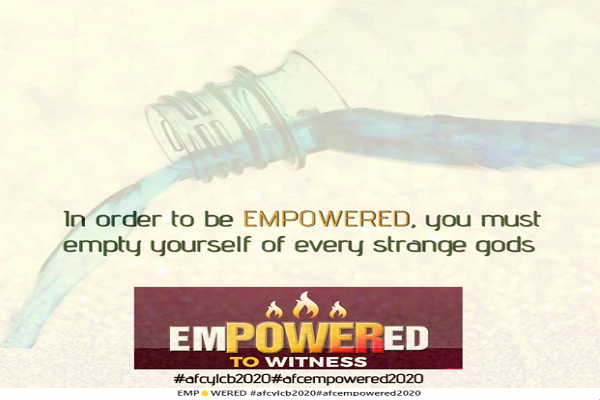 In order to be EMPOWERED, you must
empty yourself of every strange gods
EMPOWERED
TO WITNESS
#afcylcb2020#afcempowered2020
EMP🔥WERED #afcylcb2020#afcempowered2020